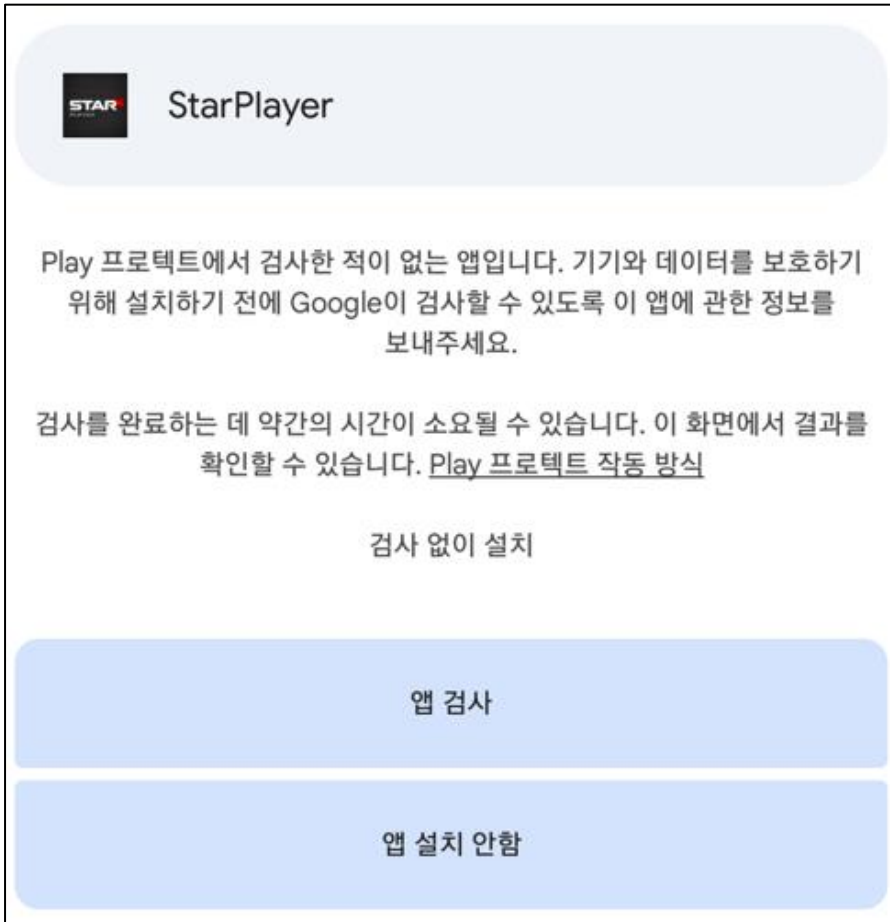 STAR
PLAYER
StarPlayer
Play 프로텍트에서 검사한 적이 없는 앱입니다. 기기와 데이터를 보호하기
위해 설치하기 전에 Google이 검사할 수 있도록 이 앱에 관한 정보를
보내주세요.
검사를 완료하는 데 약간의 시간이 소요될 수 있습니다. 이 화면에서 결과를
확인할 수 있습니다. Play 프로텍트 작동 방식
검사 없이 설치
앱 검사
앱 설치 안함